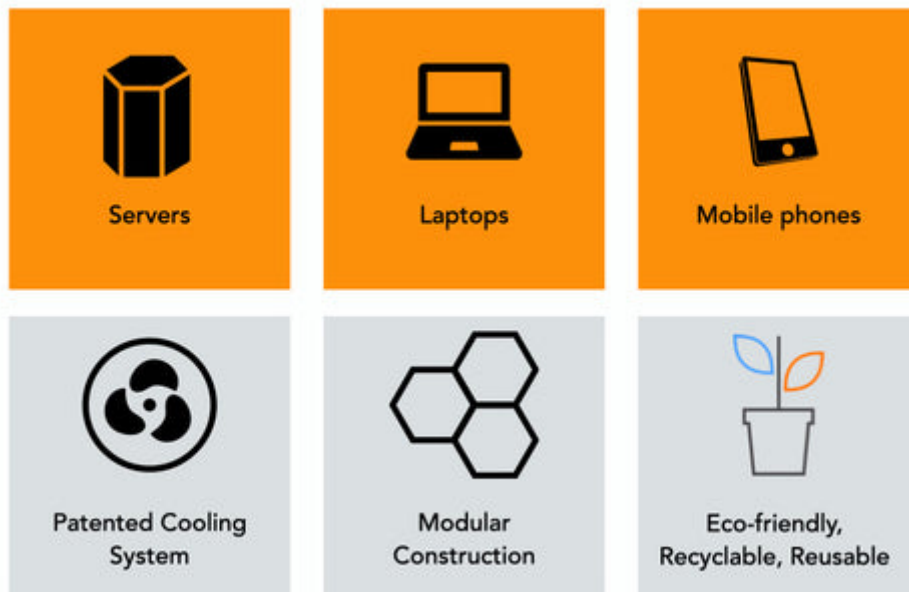 Servers
Laptops
Mobile phones
Patented Cooling
System
Modular
Construction
Eco-friendly,
Recyclable, Reusable